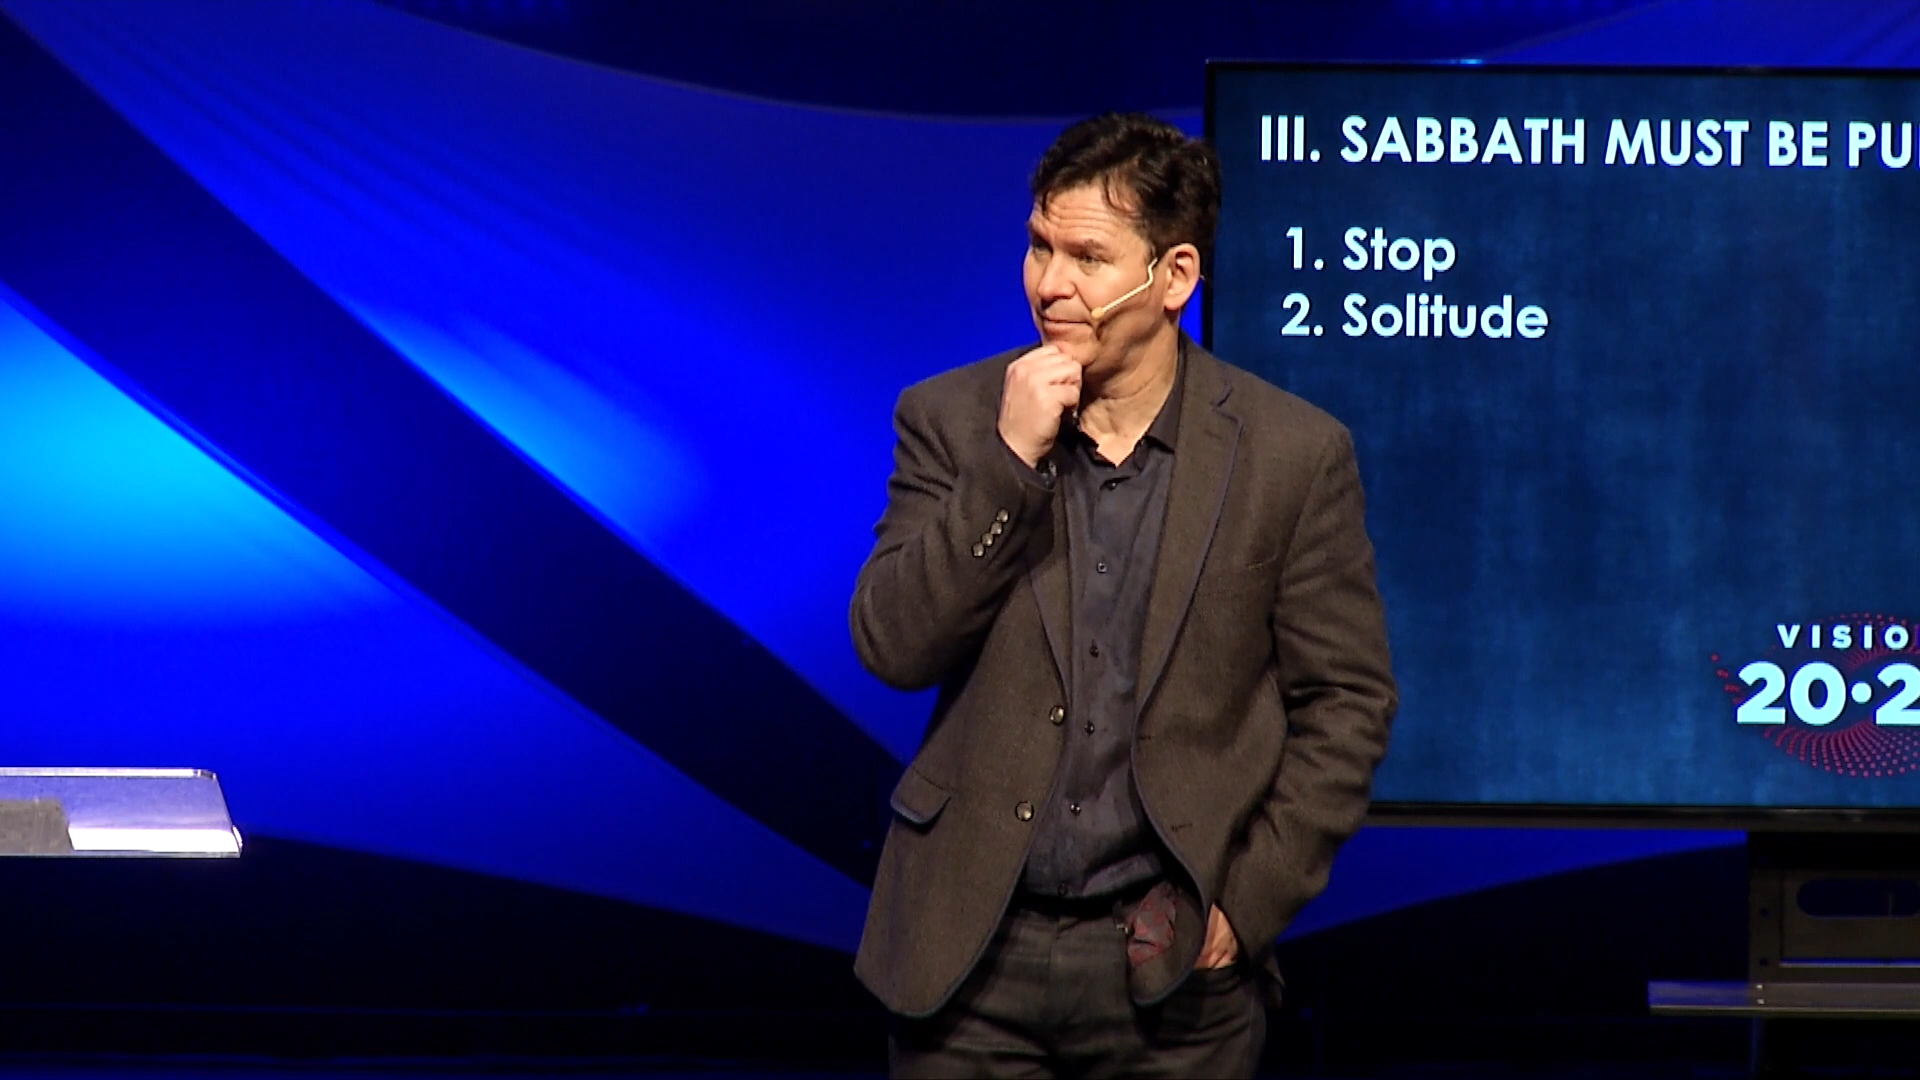 III. SABBATH MUST BE PU
1. Stop
2. Solitude
VISIO
20•2